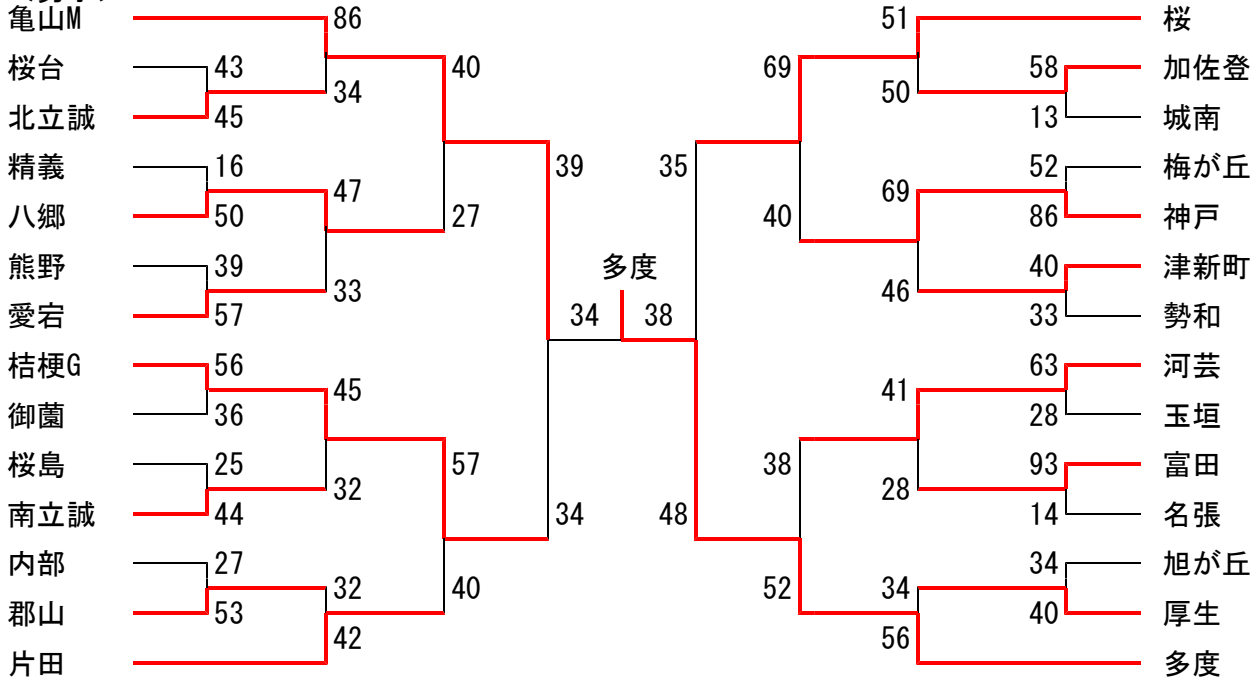 亀山M 86 51 桜
桜台 43 40 69 58 加佐登
34 50
北立誠 45 13 城南
精義 16 39 35 52 梅が丘
47 69
八郷 50 27 40 86 神戸
熊野 39 多度 40 津新町
33 46
愛宕 57 34 38 33 勢和
桔梗G 56 63 河芸
45 41
御薗 36 28 玉垣
桜島 25 57 38 93 富田
32 28
南立誠 44 34 48 14 名張
内部 27 34 旭が丘
32 40 52 34
郡山 53 40 厚生
42 56
片田 多度